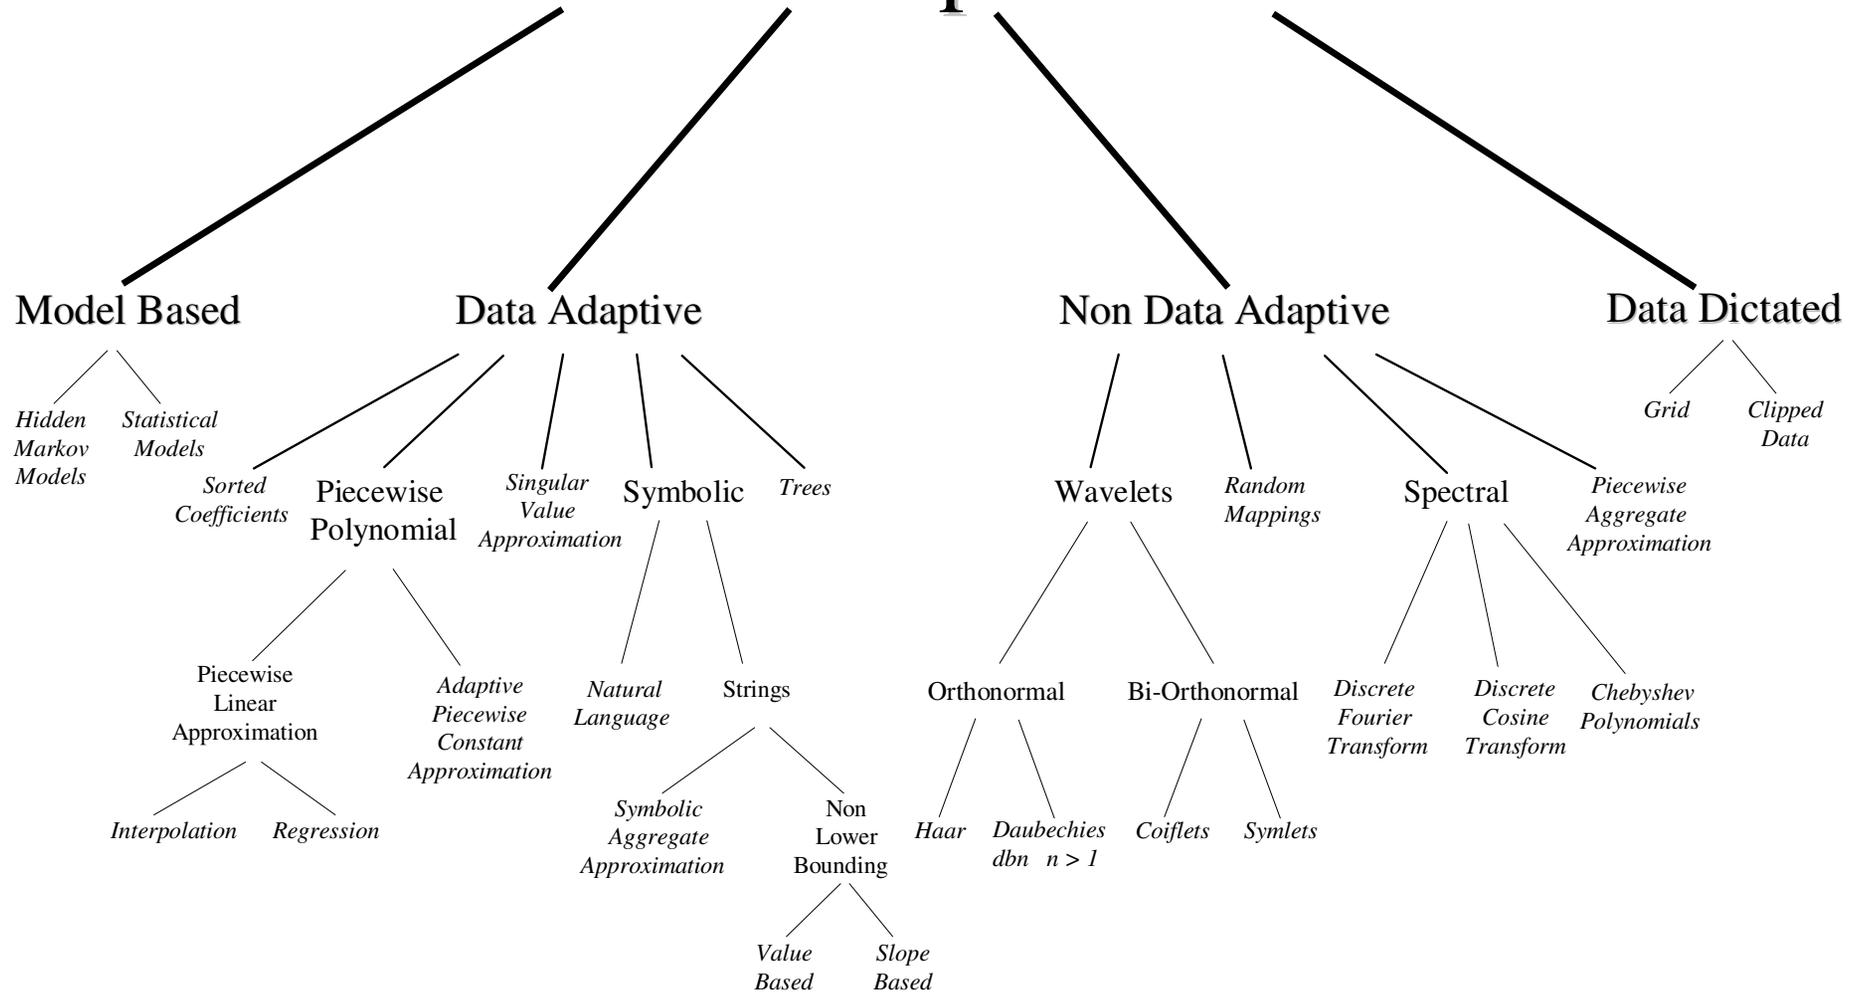 Model Based
Data Adaptive
Non Data Adaptive
Data Dictated
Hidden
Markov
Models
Statistical
Models
Grid
Clipped
Data
Sorted
Coefficients
Piecewise
Polynomial
Singular
Value
Approximation
Symbolic
Trees
Wavelets
Random
Mappings
Spectral
Piecewise
Aggregate
Approximation
Piecewise
Linear
Approximation
Adaptive
Piecewise
Constant
Approximation
Natural
Language
Strings
Orthonormal
Bi-Orthonormal
Discrete
Fourier
Transform
Discrete
Cosine
Transform
Chebyshev
Polynomials
Interpolation
Regression
Symbolic
Aggregate
Approximation
Non
Lower
Bounding
Haar
Daubechies
dbn n > 1
Coiflets
Symlets
Value
Based
Slope
Based